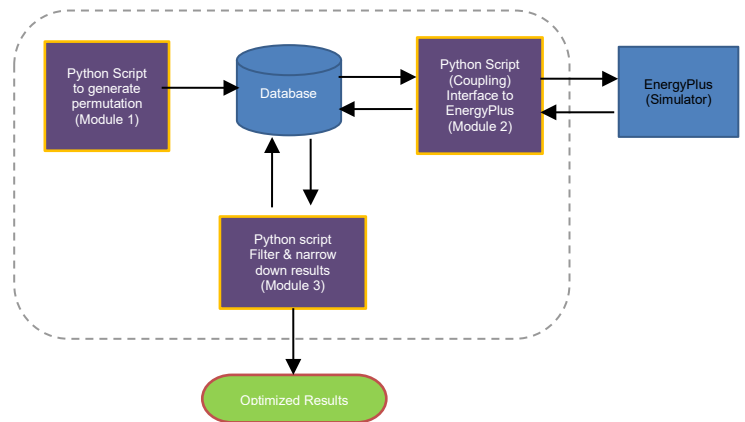 Python Script
to generate
permutation
(Module 1)
Database
Python Script
(Coupling)
Interface to
EnergyPlus
(Module 2)
EnergyPlus
(Simulator)
Python script
Filter & narrow
down results
(Module 3)
Optimized Results